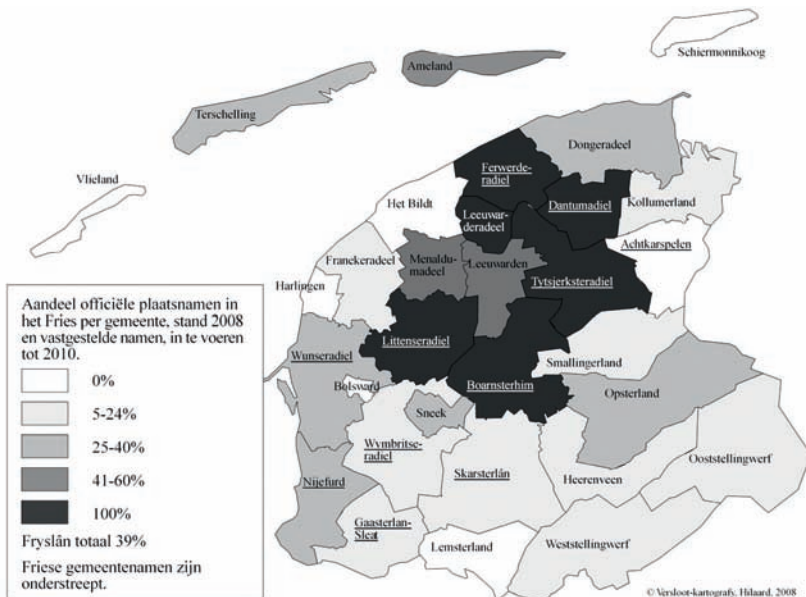 Schiermonnikoog
Ameland
Terschelling
Dongeradeel
Ferwerde-
radiel
Vlieland
Dantumadiel
Kollumerland
Het Bildt
Leeuwar-
deradeel
Achtkarspelen
Franekeradeel
Menaldu-
madeel
Leeuwarden
Tytsjerksteradiel
Harlingen
Aandeel officiële plaatsnamen in
het Fries per gemeente, stand 2008
en vastgestelde namen, in te voeren
tot 2010.
0%
5-24%
25-40%
41-60%
100%
Fryslân totaal 39%
Friese gemeentenamen zijn
onderstreept.
Littenseradiel
Wûnseradiel
Smallingerland
Boarnsterhim
Bolsward
Opsterland
Sneek
Wymbritse-
radiel
Ooststellingwerf
Skarsterlân
Heerenveen
Nijefurd
Gaasterlân-
Sleat
Lemsterland
Weststellingwerf
© Versloot-kartografy, Hilaard, 2008